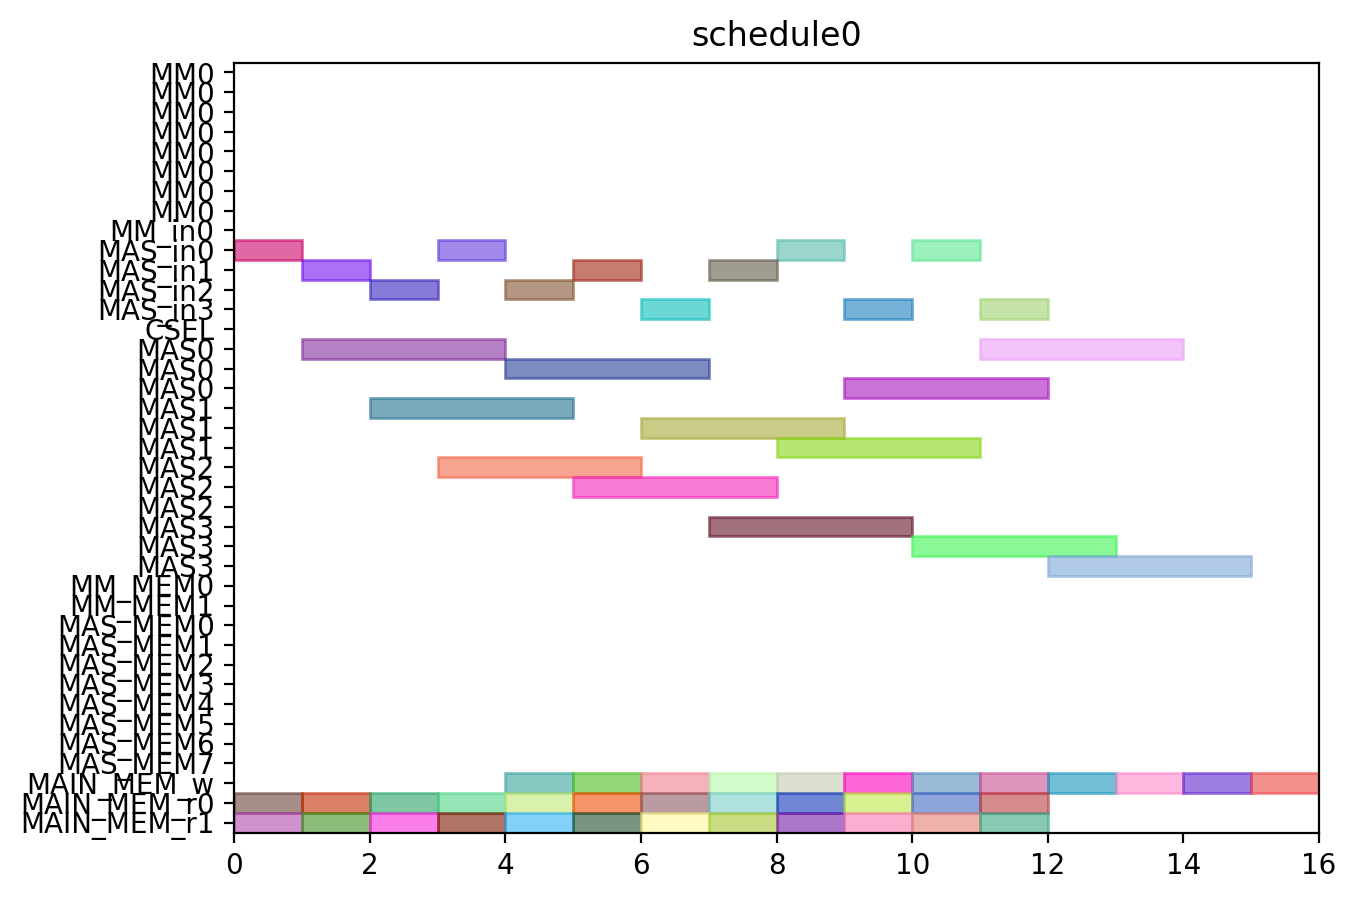 schedule0
MM0
MM0
MM0
MM0
MM0
MM0
MM0
MM0
MM_in0
MAS_in0
MAS_in1
MAS_in2
MAS_in3
CSEL
MAS0
MAS0
MAS0
MAS1
MAS1
MAS1
MAS2
MAS2
MAS2
MAS3
MAS3
MAS3
MM_MEM0
MM_MEM1
MAS_MEM0
MAS_MEM1
MAS_MEM2
MAS_MEM3
MAS_MEM4
MAS_MEM5
MAS_MEM6
MAS_MEM7
MAIN_MEM_w
MAIN_MEM_r0
MAIN_MEM_r1
0 2 4 6 8 10 12 14 16